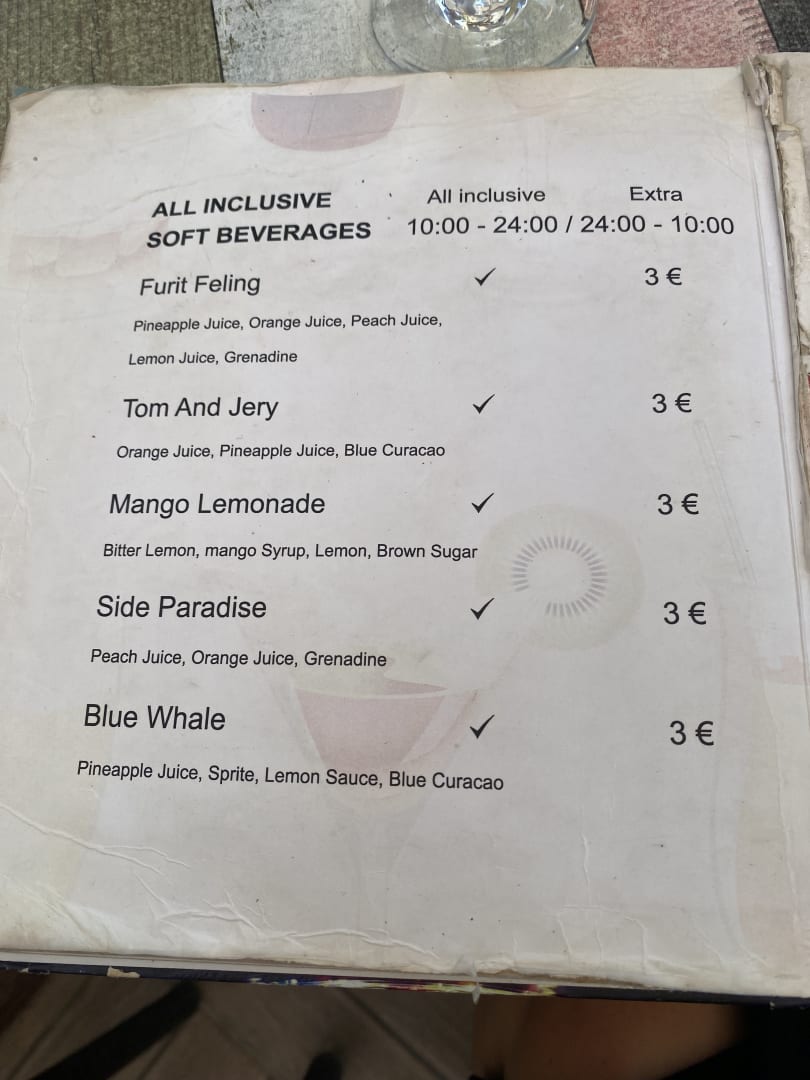 ALL INCLUSIVE All inclusive Extra
SOFT BEVERAGES 10:00 - 24:00 / 24:00 - 10:00
Furit Feling ✓ 3 €
Pineapple Juice, Orange Juice, Peach Juice,
Lemon Juice, Grenadine
Tom And Jery ✓ 3 €
Orange Juice, Pineapple Juice, Blue Curacao
Mango Lemonade ✓ 3 €
Bitter Lemon, mango Syrup, Lemon, Brown Sugar
Side Paradise ✓ 3 €
Peach Juice, Orange Juice, Grenadine
Blue Whale ✓ 3 €
Pineapple Juice, Sprite, Lemon Sauce, Blue Curacao